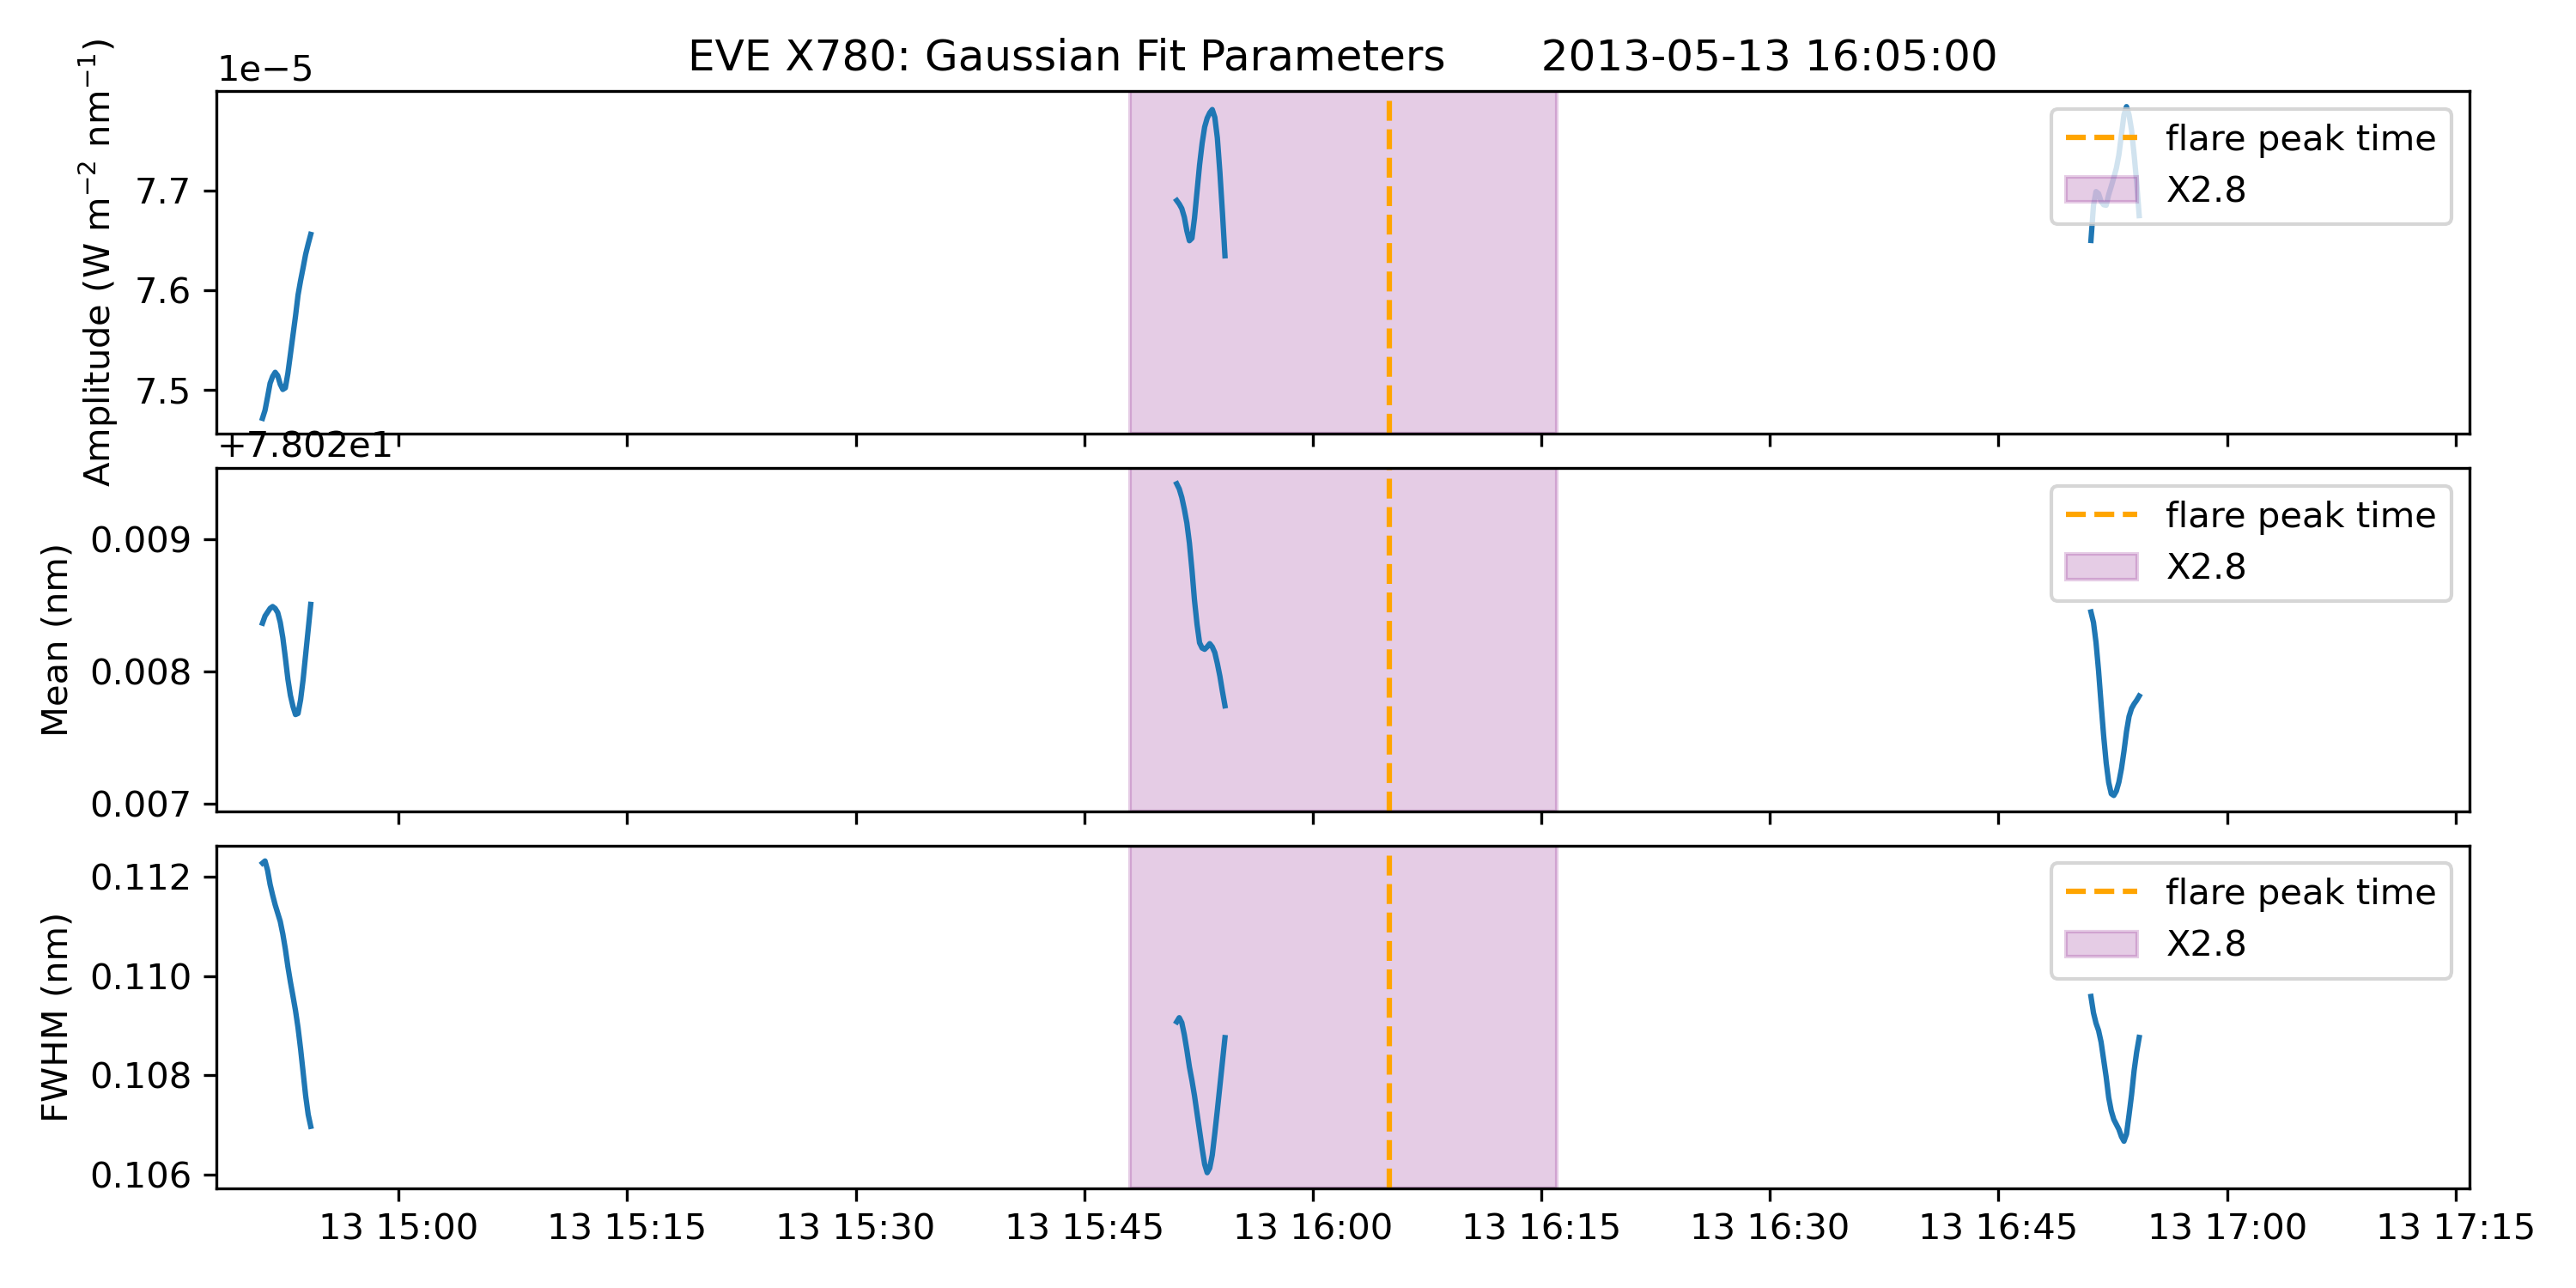 EVE X780: Gaussian Fit Parameters 2013-05-13 16:05:00
1e−5
Amplitude (W m⁻² nm⁻¹)
7.7
7.6
7.5
flare peak time
X2.8
+7.802e1
Mean (nm)
0.009
0.008
0.007
flare peak time
X2.8
FWHM (nm)
0.112
0.110
0.108
0.106
flare peak time
X2.8
13 15:00 13 15:15 13 15:30 13 15:45 13 16:00 13 16:15 13 16:30 13 16:45 13 17:00 13 17:15